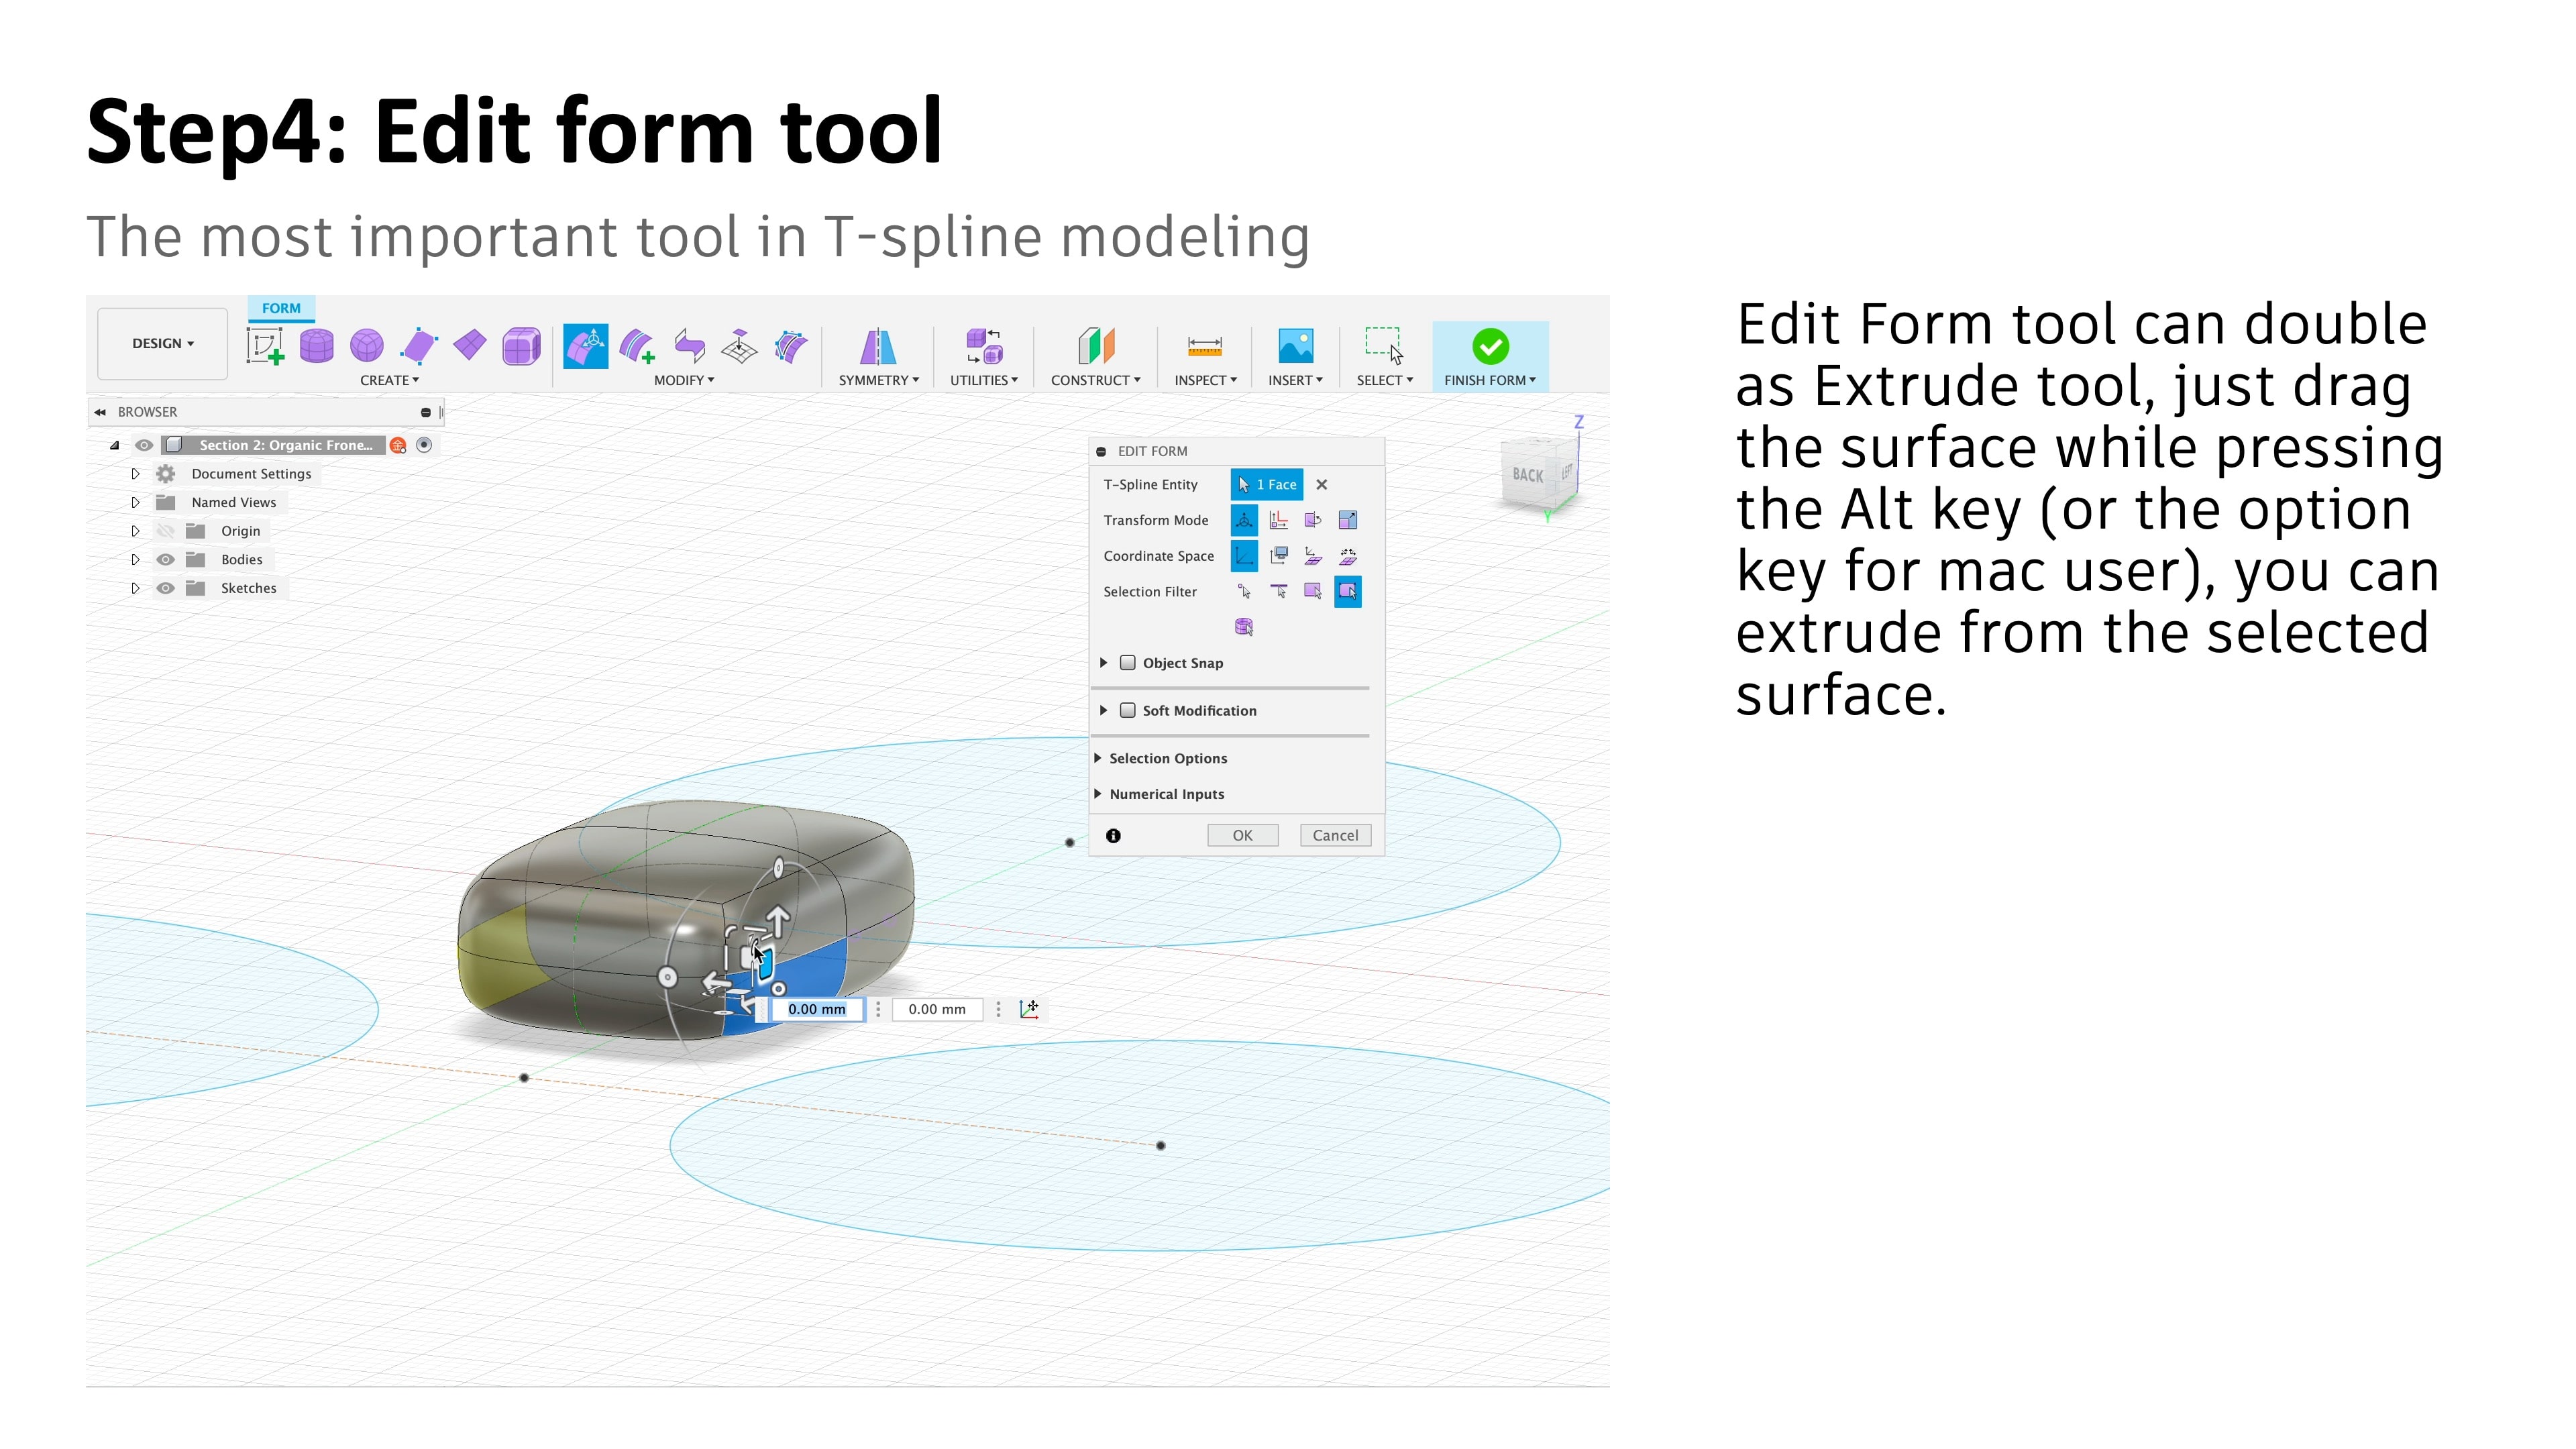 Step4: Edit form tool
The most important tool in T-spline modeling
FORM
DESIGN
CREATE
MODIFY
SYMMETRY
UTILITIES
CONSTRUCT
INSPECT
INSERT
SELECT
FINISH FORM
BROWSER
Section 2: Organic Frone...
Document Settings
Named Views
Origin
Bodies
Sketches
EDIT FORM
T-Spline Entity 1 Face
Transform Mode
Coordinate Space
Selection Filter
Object Snap
Soft Modification
Selection Options
Numerical Inputs
OK Cancel
Z
BACK LEFT
Y
0.00 mm 0.00 mm
Edit Form tool can double
as Extrude tool, just drag
the surface while pressing
the Alt key (or the option
key for mac user), you can
extrude from the selected
surface.